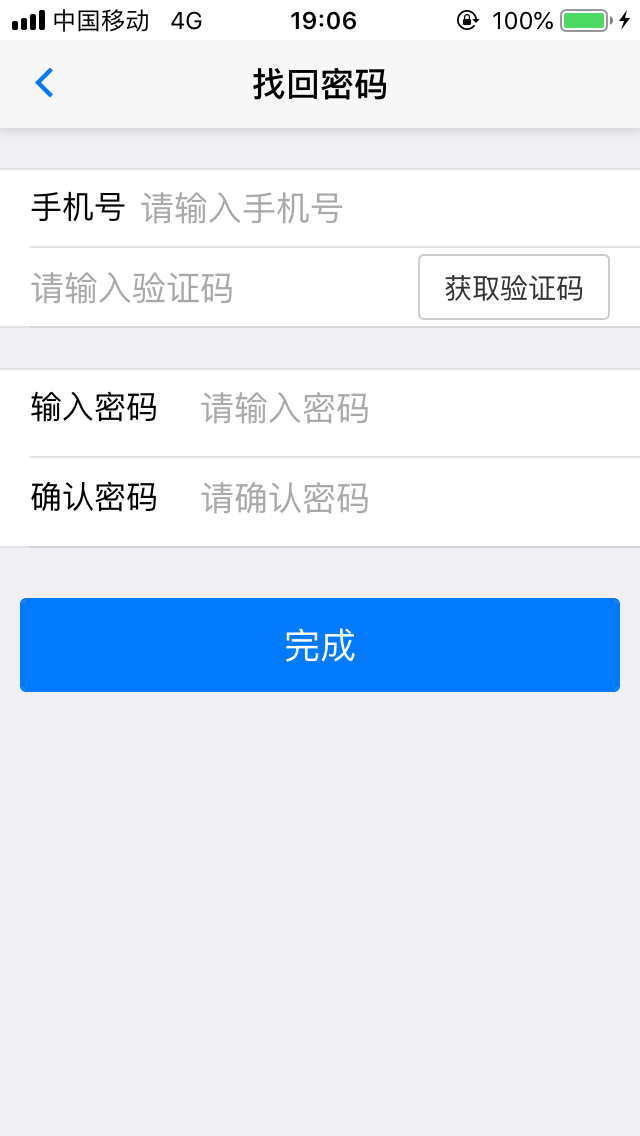 中国移动 4G 19:06 100%
找回密码
手机号 请输入手机号
请输入验证码 获取验证码
输入密码 请输入密码
确认密码 请确认密码
完成